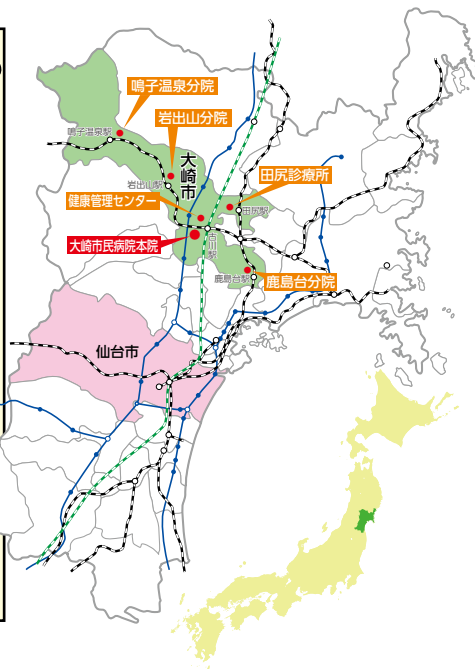 鳴子温泉分院
岩出山分院
鳴子温泉駅
大崎市
田尻診療所
岩出山駅
健康管理センター
田尻駅
大崎市民病院本院
古川駅
鹿島台駅
鹿島台分院
仙台市